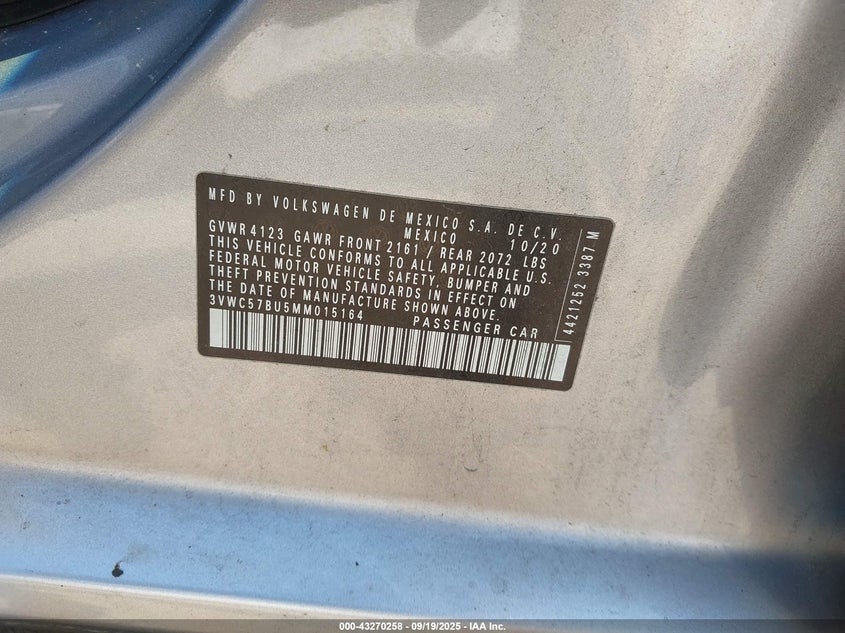 MFD BY VOLKSWAGEN DE MEXICO S.A. DE C.V.
MEXICO 10/20
GVWR 4123 GAWR FRONT 2161 / REAR 2072 LBS
THIS VEHICLE CONFORMS TO ALL APPLICABLE U.S.
FEDERAL MOTOR VEHICLE SAFETY, BUMPER AND
THEFT PREVENTION STANDARDS IN EFFECT ON
THE DATE OF MANUFACTURE SHOWN ABOVE.
3VWC57BU5MM015164 PASSENGER CAR
4421252 3387 M
000-43270258 - 09/19/2025 - IAA Inc.